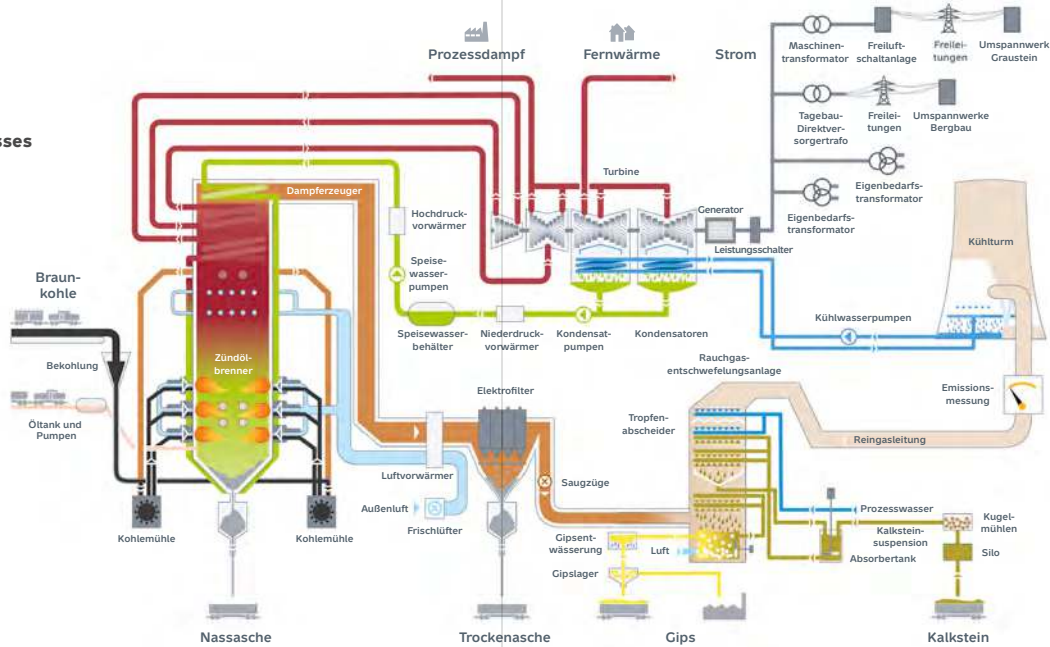 sses
Prozessdampf
Fernwärme
Strom
Maschinen-
transformator
Freiluft-
schaltanlage
Freilei-
tungen
Umspannwerk
Graustein
Tagebau-
Direktver-
sorgertrafo
Freilei-
tungen
Umspannwerke
Bergbau
Eigenbedarfs-
transformator
Eigenbedarfs-
transformator
Turbine
Generator
Leistungsschalter
Dampferzeuger
Hochdruck-
vorwärmer
Speise-
wasser-
pumpen
Speisewasser-
behälter
Niederdruck-
vorwärmer
Kondensat-
pumpen
Kondensatoren
Kühlwasserpumpen
Kühlturm
Braun-
kohle
Bekohlung
Öltank und
Pumpen
Zündöl-
brenner
Kohlemühle
Kohlemühle
Elektrofilter
Luftvorwärmer
Außenluft
Frischlüfter
Saugzüge
Rauchgas-
entschwefelungsanlage
Tropfen-
abscheider
Reingasleitung
Emissions-
messung
Gipsent-
wässerung
Luft
Gipslager
Prozesswasser
Kalkstein-
suspension
Absorbertank
Kugel-
mühlen
Silo
Nassasche
Trockenasche
Gips
Kalkstein